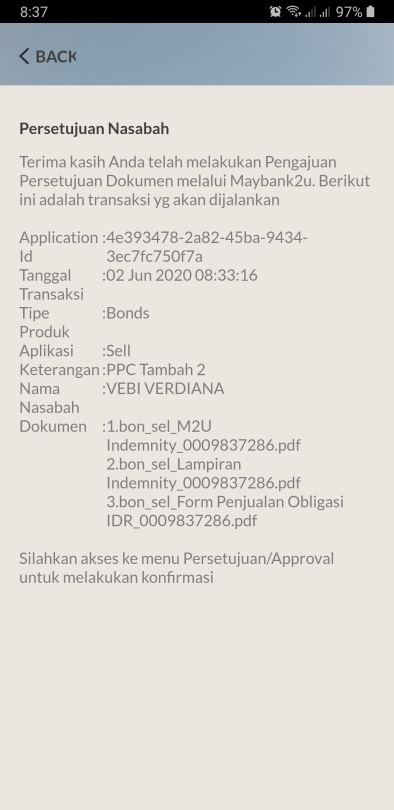 8:37 97%
BACK
Persetujuan Nasabah
Terima kasih Anda telah melakukan Pengajuan
Persetujuan Dokumen melalui Maybank2u. Berikut
ini adalah transaksi yg akan dijalankan
Application :4e393478-2a82-45ba-9434-
Id 3ec7fc750f7a
Tanggal :02 Jun 2020 08:33:16
Transaksi
Tipe :Bonds
Produk
Aplikasi :Sell
Keterangan:PPC Tambah 2
Nama :VEBI VERDIANA
Nasabah
Dokumen :1.bon_sel_M2U
Indemnity_0009837286.pdf
2.bon_sel_Lampiran
Indemnity_0009837286.pdf
3.bon_sel_Form Penjualan Obligasi
IDR_0009837286.pdf
Silahkan akses ke menu Persetujuan/Approval
untuk melakukan konfirmasi